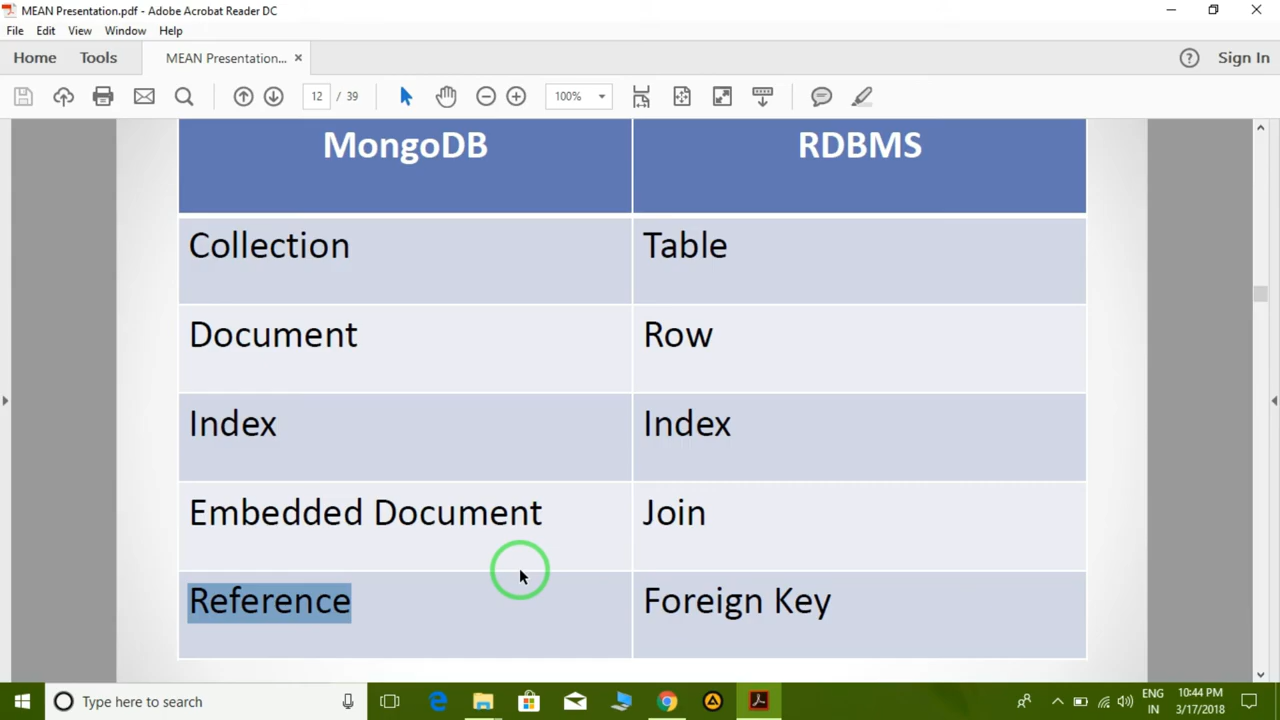 MEAN Presentation.pdf - Adobe Acrobat Reader DC
File Edit View Window Help
Home Tools MEAN Presentation... × Sign In
12 / 39 100%
MongoDB RDBMS
Collection Table
Document Row
Index Index
Embedded Document Join
Reference Foreign Key
Type here to search
ENG 10:44 PM
IN 3/17/2018